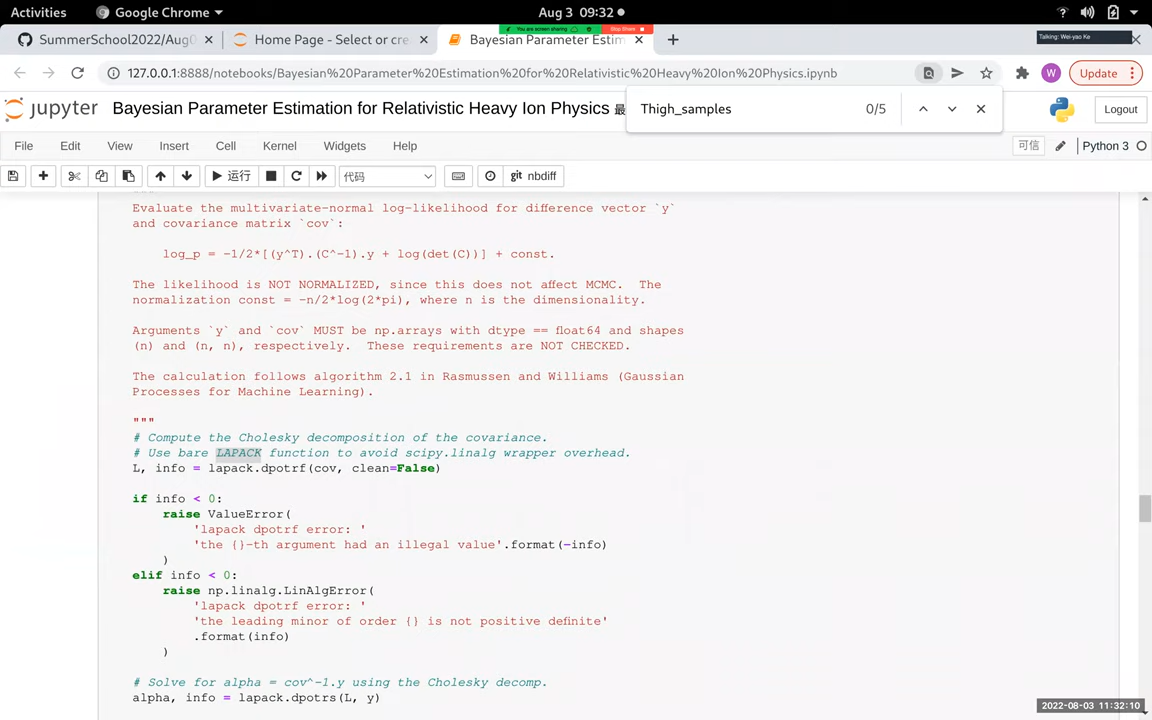 Activities
Google Chrome
Aug 3 09:32
You are screen sharing
Stop Share
SummerSchool2022/Aug0
Home Page - Select or cre
Bayesian Parameter Estim
Talking: Wei-yao Ke
127.0.0.1:8888/notebooks/Bayesian%20Parameter%20Estimation%20for%20Relativistic%20Heavy%20Ion%20Physics.ipynb
W
Update
jupyter
Bayesian Parameter Estimation for Relativistic Heavy Ion Physics 最
Thigh_samples
0/5
Logout
File
Edit
View
Insert
Cell
Kernel
Widgets
Help
可信
Python 3
运行
代码
git nbdiff
Evaluate the multivariate-normal log-likelihood for difference vector `y`
and covariance matrix `cov`:
log_p = -1/2*[(y^T).(C^-1).y + log(det(C))] + const.
The likelihood is NOT NORMALIZED, since this does not affect MCMC. The
normalization const = -n/2*log(2*pi), where n is the dimensionality.
Arguments `y` and `cov` MUST be np.arrays with dtype == float64 and shapes
(n) and (n, n), respectively. These requirements are NOT CHECKED.
The calculation follows algorithm 2.1 in Rasmussen and Williams (Gaussian
Processes for Machine Learning).
"""
# Compute the Cholesky decomposition of the covariance.
# Use bare LAPACK function to avoid scipy.linalg wrapper overhead.
L, info = lapack.dpotrf(cov, clean=False)
if info < 0:
raise ValueError(
'lapack dpotrf error: '
'the {}-th argument had an illegal value'.format(-info)
)
elif info < 0:
raise np.linalg.LinAlgError(
'lapack dpotrf error: '
'the leading minor of order {} is not positive definite'
.format(info)
)
# Solve for alpha = cov^-1.y using the Cholesky decomp.
alpha, info = lapack.dpotrs(L, y)
2022-08-03 11:32:10